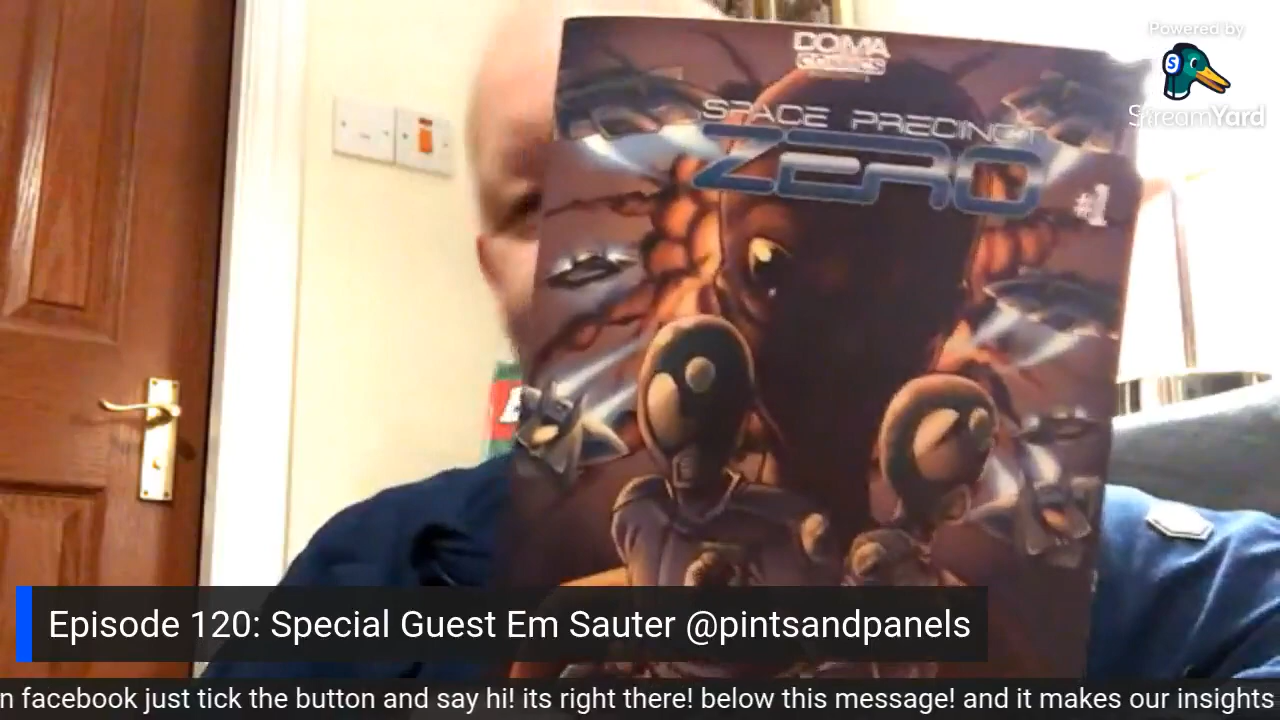 Powered by
StreamYard
DOMA
COMICS
SPACE PRECINCT
ZERO
#1
Episode 120: Special Guest Em Sauter @pintsandpanels
n facebook just tick the button and say hi! its right there! below this message! and it makes our insights